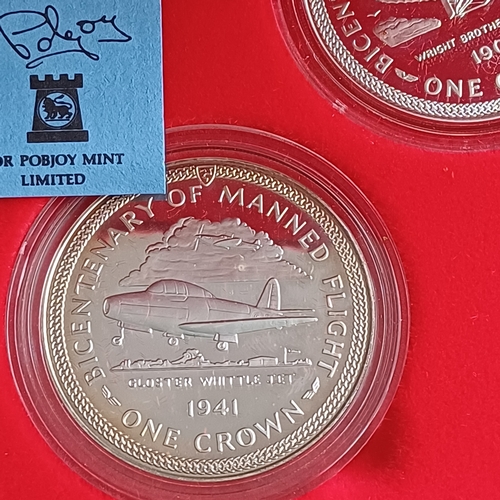 Pobjoy
OR POBJOY MINT
LIMITED
BICENTENARY OF MANNED FLIGHT
GLOSTER WHITTLE JET
1941
ONE CROWN
BICEN
WRIGHT BROTHE
190
ONE C